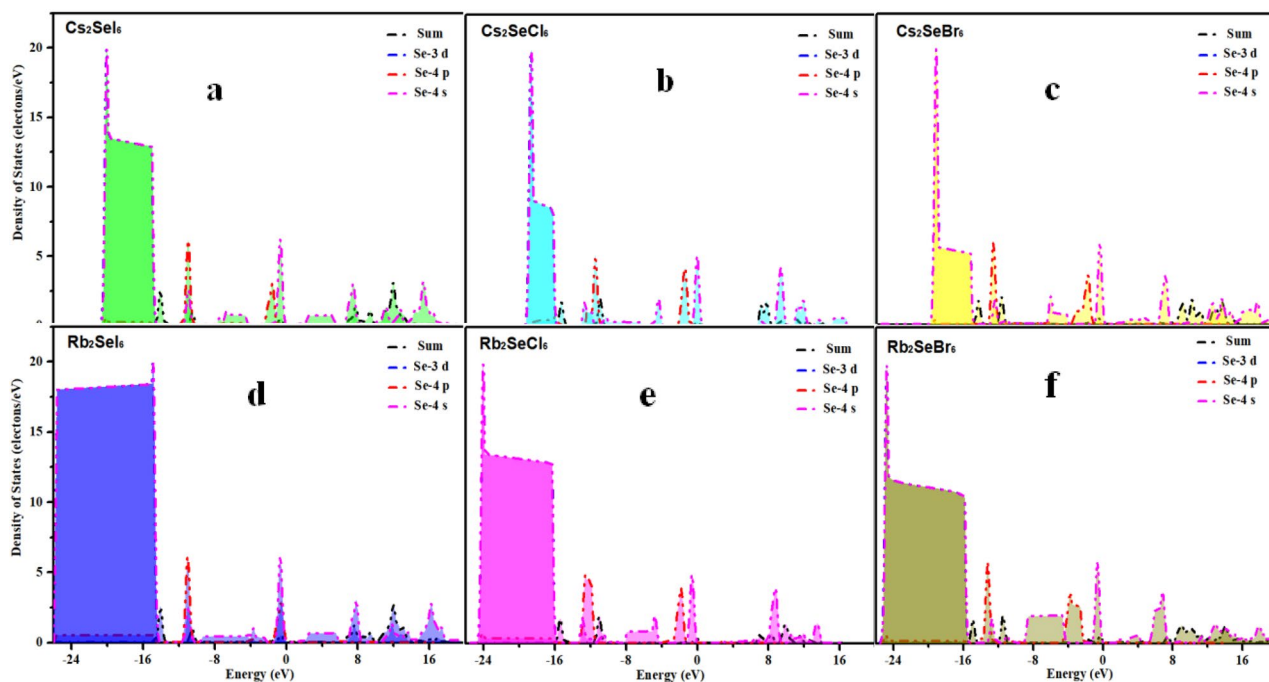 Cs₂SeI₆
Sum
Se-3 d
Se-4 p
Se-4 s
a
Cs₂SeCl₆
Sum
Se-3 d
Se-4 p
Se-4 s
b
Cs₂SeBr₆
Sum
Se-3 d
Se-4 p
Se-4 s
c
20
15
10
5
0
Density of States (electons/eV)
Rb₂SeI₆
Sum
Se-3 d
Se-4 p
Se-4 s
d
Rb₂SeCl₆
Sum
Se-3 d
Se-4 p
Se-4 s
e
Rb₂SeBr₆
Sum
Se-3 d
Se-4 p
Se-4 s
f
20
15
10
5
0
Density of States (electons/eV)
-24 -16 -8 0 8 16
-24 -16 -8 0 8 16
-24 -16 -8 0 8 16
Energy (eV)
Energy (eV)
Energy (eV)